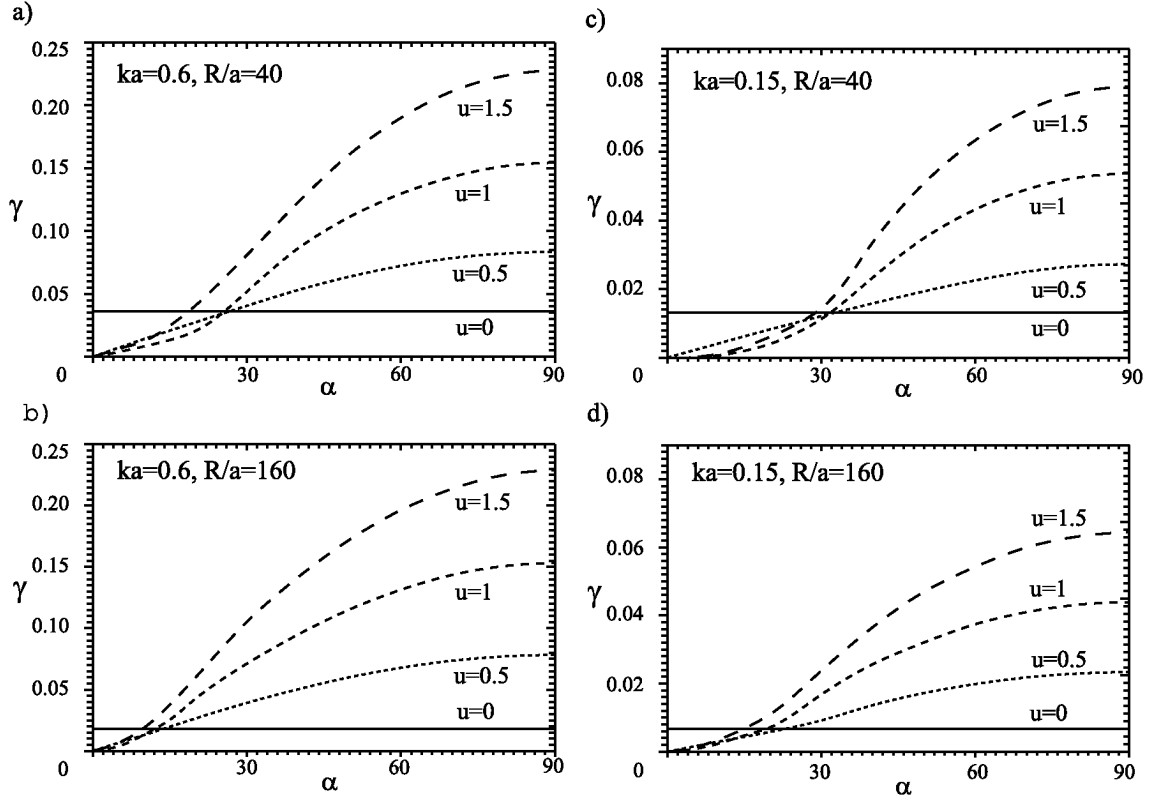 a)
ka=0.6, R/a=40
0.25
0.20
0.15
0.10
0.05
0
γ
u=1.5
u=1
u=0.5
u=0
30
60
90
α
c)
ka=0.15, R/a=40
0.08
0.06
0.04
0.02
0
γ
u=1.5
u=1
u=0.5
u=0
30
60
90
α
b)
ka=0.6, R/a=160
0.25
0.20
0.15
0.10
0.05
0
γ
u=1.5
u=1
u=0.5
u=0
30
60
90
α
d)
ka=0.15, R/a=160
0.08
0.06
0.04
0.02
0
γ
u=1.5
u=1
u=0.5
u=0
30
60
90
α